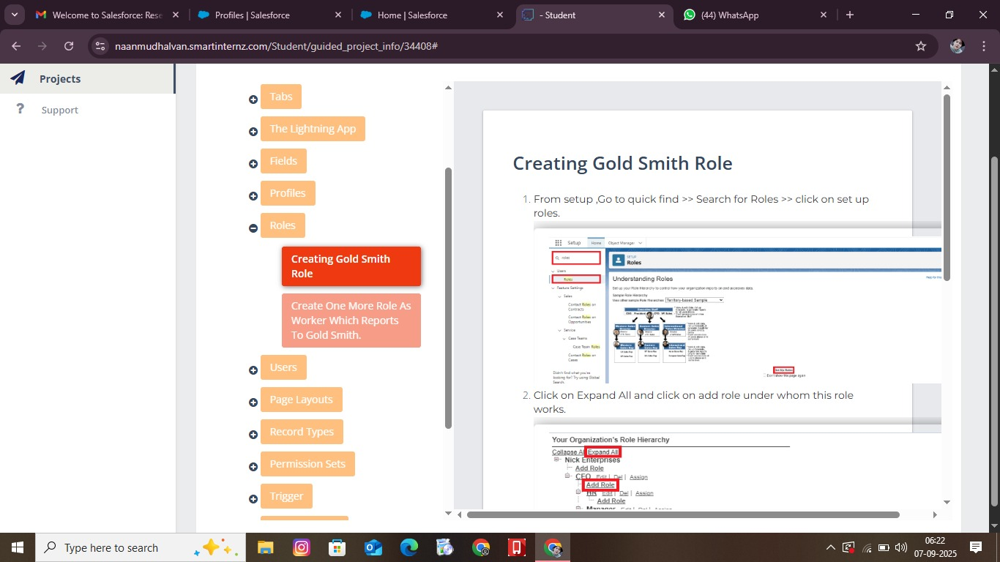 Welcome to Salesforce: Rese
Profiles | Salesforce
Home | Salesforce
- Student
(44) WhatsApp
naanmudhalvan.smartinternz.com/Student/guided_project_info/34408#
Projects
Support
Tabs
The Lightning App
Fields
Profiles
Roles
Creating Gold Smith
Role
Create One More Role As
Worker Which Reports
To Gold Smith.
Users
Page Layouts
Record Types
Permission Sets
Trigger
Creating Gold Smith Role
1. From setup ,Go to quick find >> Search for Roles >> click on set up
roles.
Setup
Home
Object Manager
roles
Users
Roles
Feature Settings
Sales
Contact Roles on
Contracts
Contact Roles on
Opportunities
Service
Case Teams
Case Team Roles
Contact Roles on
Cases
Didn't find what you're
looking for? Try using Global
Search.
SETUP
Roles
Understanding Roles
Help for this
Set up your Role Hierarchy to control how your organization reports on and accesses data.
Sample Role Hierarchy
View other sample Role Hierarchies: Territory-based Sample
Executive Staff
Set Up Roles
Don't show this page again
2. Click on Expand All and click on add role under whom this role
works.
Your Organization's Role Hierarchy
Collapse Al Expand All
Nick Enterprises
Add Role
CEO Edit | Del | Assign
Add Role
HR Edit | Del | Assign
Add Role
Manager Edit | Del | Assign
Type here to search
06:22
07-09-2025